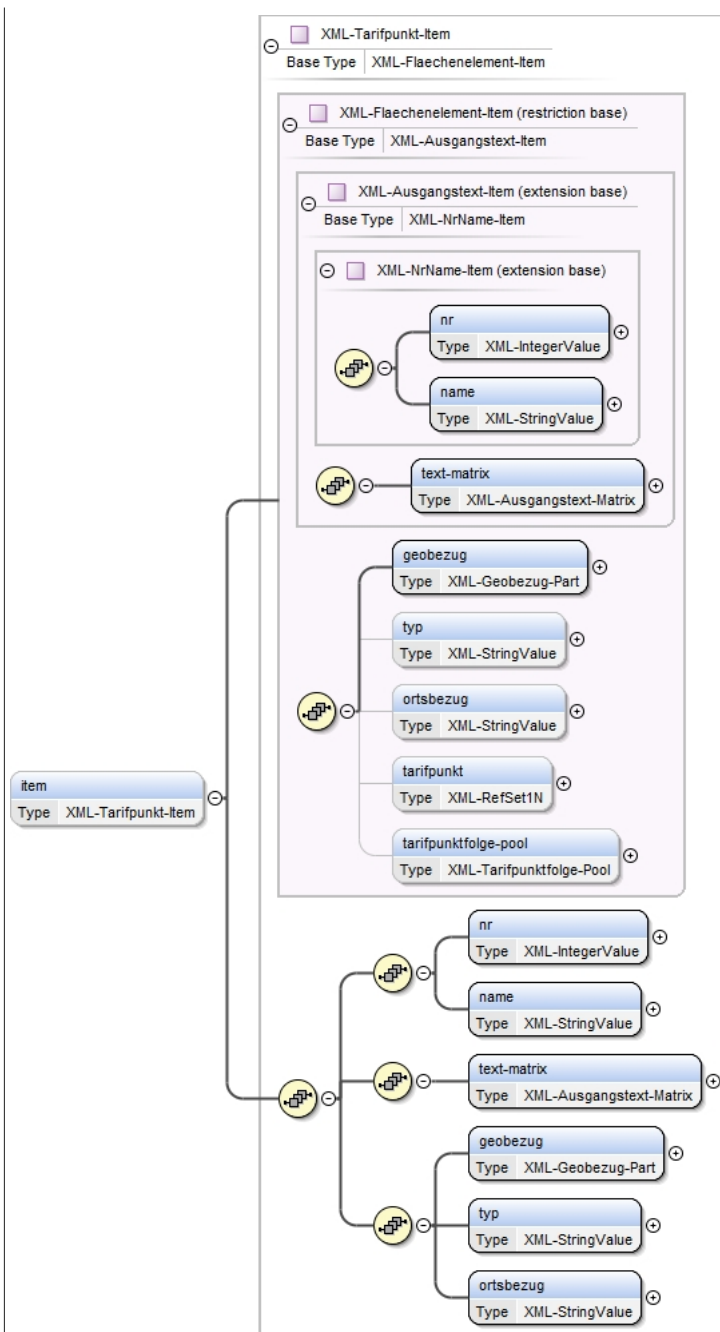 XML-Tarifpunkt-Item
Base Type XML-Flaechenelement-Item
XML-Flaechenelement-Item (restriction base)
Base Type XML-Ausgangstext-Item
XML-Ausgangstext-Item (extension base)
Base Type XML-NrName-Item
XML-NrName-Item (extension base)
nr
Type XML-IntegerValue
name
Type XML-StringValue
text-matrix
Type XML-Ausgangstext-Matrix
geobezug
Type XML-Geobezug-Part
typ
Type XML-StringValue
ortsbezug
Type XML-StringValue
tarifpunkt
Type XML-RefSet1N
tarifpunktfolge-pool
Type XML-Tarifpunktfolge-Pool
item
Type XML-Tarifpunkt-Item
nr
Type XML-IntegerValue
name
Type XML-StringValue
text-matrix
Type XML-Ausgangstext-Matrix
geobezug
Type XML-Geobezug-Part
typ
Type XML-StringValue
ortsbezug
Type XML-StringValue